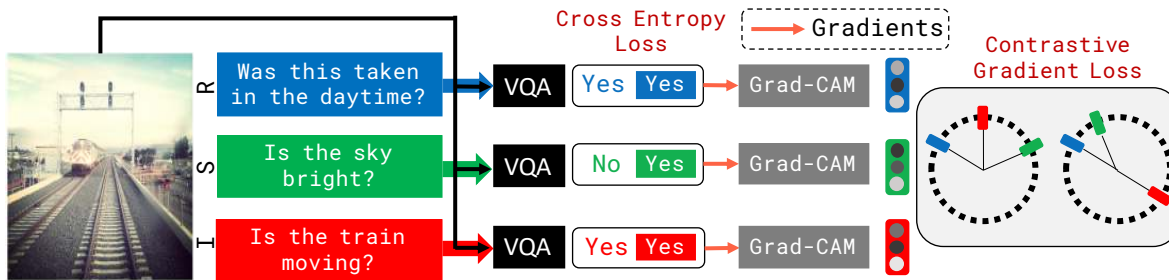 Cross Entropy
Loss
Gradients
Contrastive
Gradient Loss
R
Was this taken
in the daytime?
VQA
Yes Yes
Grad-CAM
S
Is the sky
bright?
VQA
No Yes
Grad-CAM
I
Is the train
moving?
VQA
Yes Yes
Grad-CAM